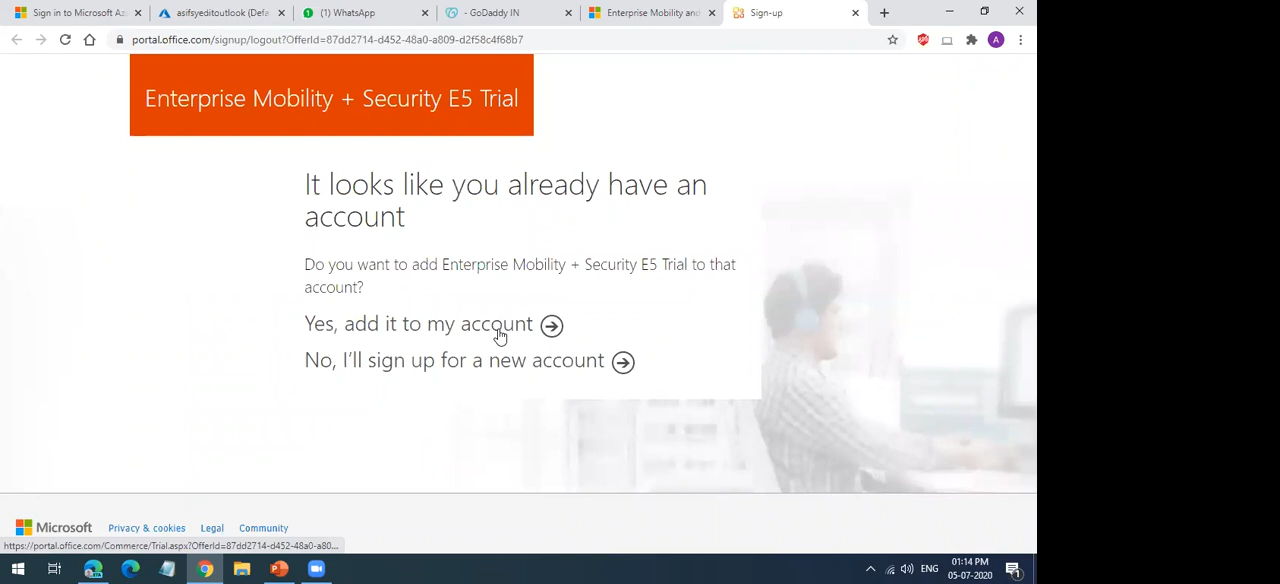 Sign in to Microsoft Az
asifsyeditoutlook (Defa
(1) WhatsApp
- GoDaddy IN
Enterprise Mobility and
Sign-up
portal.office.com/signup/logout?OfferId=87dd2714-d452-48a0-a809-d2f58c4f68b7
A
Enterprise Mobility + Security E5 Trial
It looks like you already have an
account
Do you want to add Enterprise Mobility + Security E5 Trial to that
account?
Yes, add it to my account
No, I'll sign up for a new account
Microsoft Privacy & cookies Legal Community
https://portal.office.com/Commerce/Trial.aspx?OfferId=87dd2714-d452-48a0-a80...
ENG
01:14 PM
05-07-2020
1